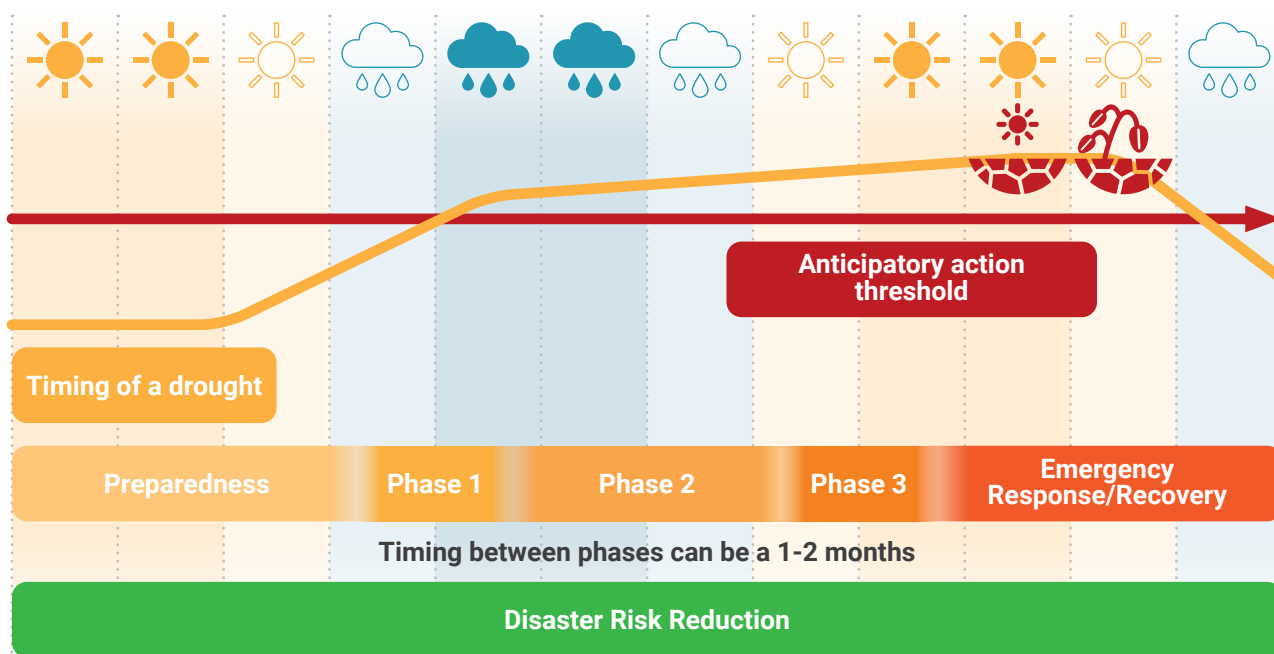 Anticipatory action
threshold
Timing of a drought
Preparedness
Phase 1
Phase 2
Phase 3
Emergency
Response/Recovery
Timing between phases can be a 1-2 months
Disaster Risk Reduction